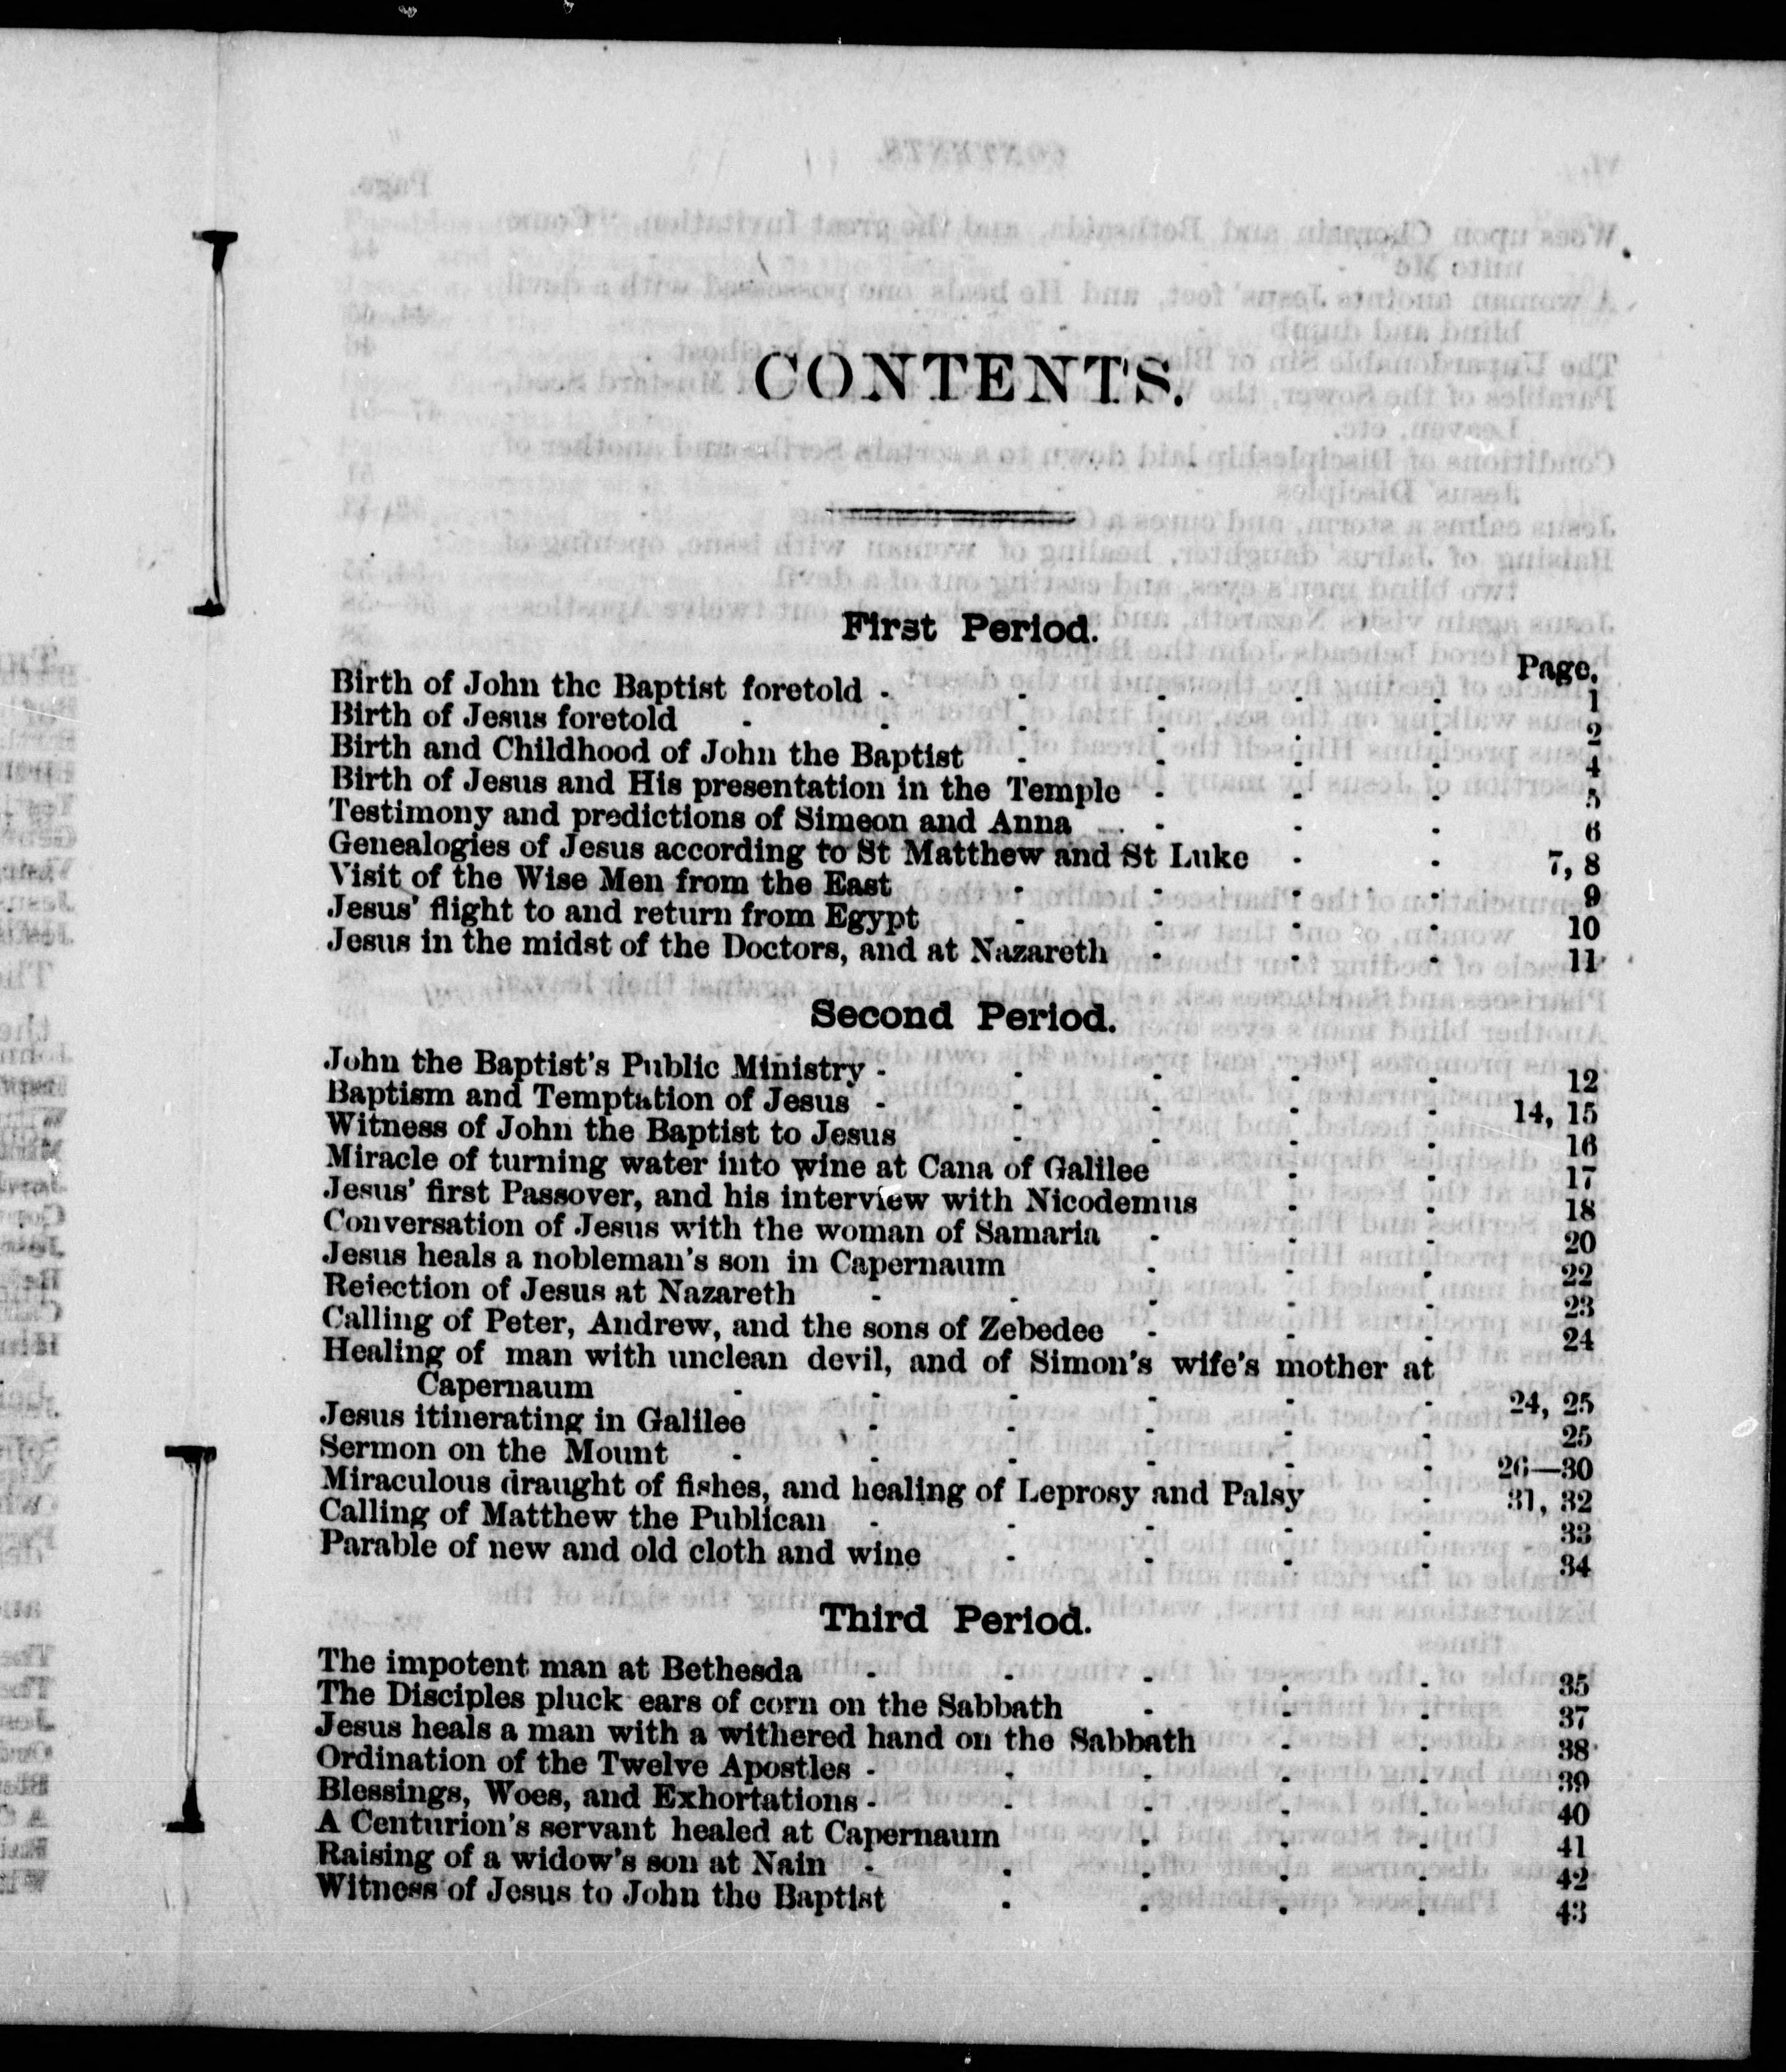 CONTENTS.
First Period.
Page.
Birth of John the Baptist foretold - - - - - 1
Birth of Jesus foretold - - - - - - 2
Birth and Childhood of John the Baptist - - - - 4
Birth of Jesus and His presentation in the Temple - - - 5
Testimony and predictions of Simeon and Anna - - - 6
Genealogies of Jesus according to St Matthew and St Luke - - 7, 8
Visit of the Wise Men from the East - - - - 9
Jesus' flight to and return from Egypt - - - - 10
Jesus in the midst of the Doctors, and at Nazareth - - - 11
Second Period.
John the Baptist's Public Ministry - - - - - 12
Baptism and Temptation of Jesus - - - - - 14, 15
Witness of John the Baptist to Jesus - - - - 16
Miracle of turning water into wine at Cana of Galilee - - 17
Jesus' first Passover, and his interview with Nicodemus - - 18
Conversation of Jesus with the woman of Samaria - - - 20
Jesus heals a nobleman's son in Capernaum - - - 22
Rejection of Jesus at Nazareth - - - - - 23
Calling of Peter, Andrew, and the sons of Zebedee - - - 24
Healing of man with unclean devil, and of Simon's wife's mother at
Capernaum - - - - - - 24, 25
Jesus itinerating in Galilee - - - - - 25
Sermon on the Mount - - - - - - 26—30
Miraculous draught of fishes, and healing of Leprosy and Palsy - 31, 32
Calling of Matthew the Publican - - - - - 33
Parable of new and old cloth and wine - - - - 34
Third Period.
The impotent man at Bethesda - - - - - 35
The Disciples pluck ears of corn on the Sabbath - - - 37
Jesus heals a man with a withered hand on the Sabbath - - 38
Ordination of the Twelve Apostles - - - - - 39
Blessings, Woes, and Exhortations - - - - - 40
A Centurion's servant healed at Capernaum - - - 41
Raising of a widow's son at Nain - - - - - 42
Witness of Jesus to John the Baptist - - - - 43